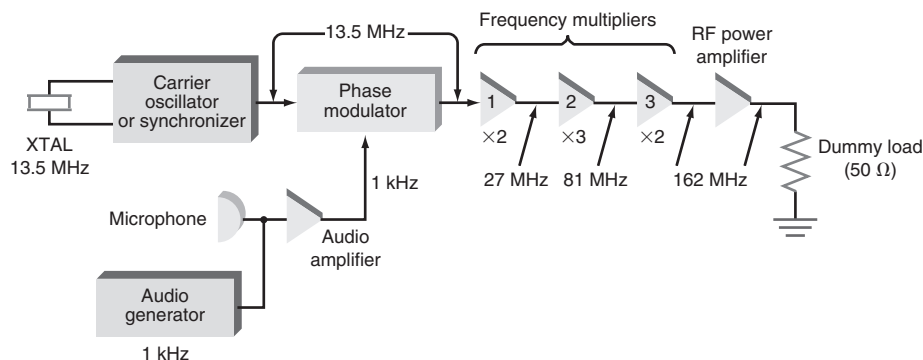 Frequency multipliers
13.5 MHz
RF power
amplifier
Carrier
oscillator
or synchronizer
Phase
modulator
1
2
3
×2
×3
×2
XTAL
13.5 MHz
27 MHz
81 MHz
162 MHz
Dummy load
(50 Ω)
1 kHz
Microphone
Audio
amplifier
Audio
generator
1 kHz